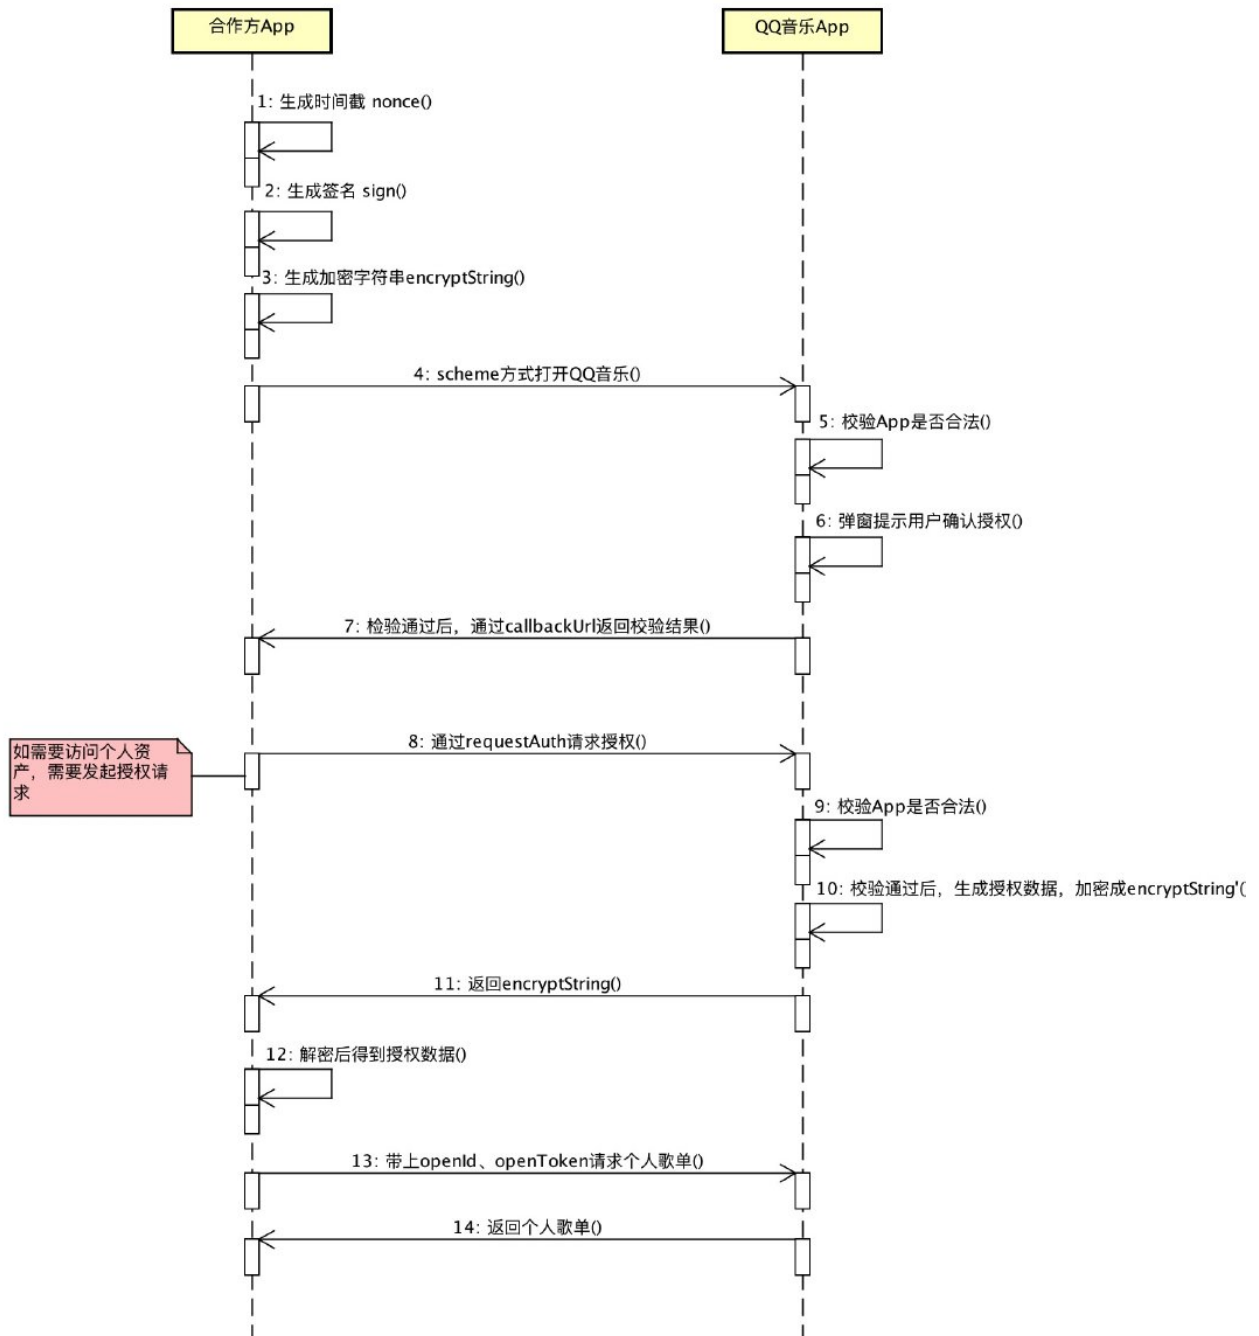 合作方App
QQ音乐App
1: 生成时间截 nonce()
2: 生成签名 sign()
3: 生成加密字符串encryptString()
4: scheme方式打开QQ音乐()
5: 校验App是否合法()
6: 弹窗提示用户确认授权()
7: 检验通过后，通过callbackUrl返回校验结果()
如需要访问个人资
产，需要发起授权请
求
8: 通过requestAuth请求授权()
9: 校验App是否合法()
10: 校验通过后，生成授权数据，加密成encryptString'()
11: 返回encryptString()
12: 解密后得到授权数据()
13: 带上openId、openToken请求个人歌单()
14: 返回个人歌单()